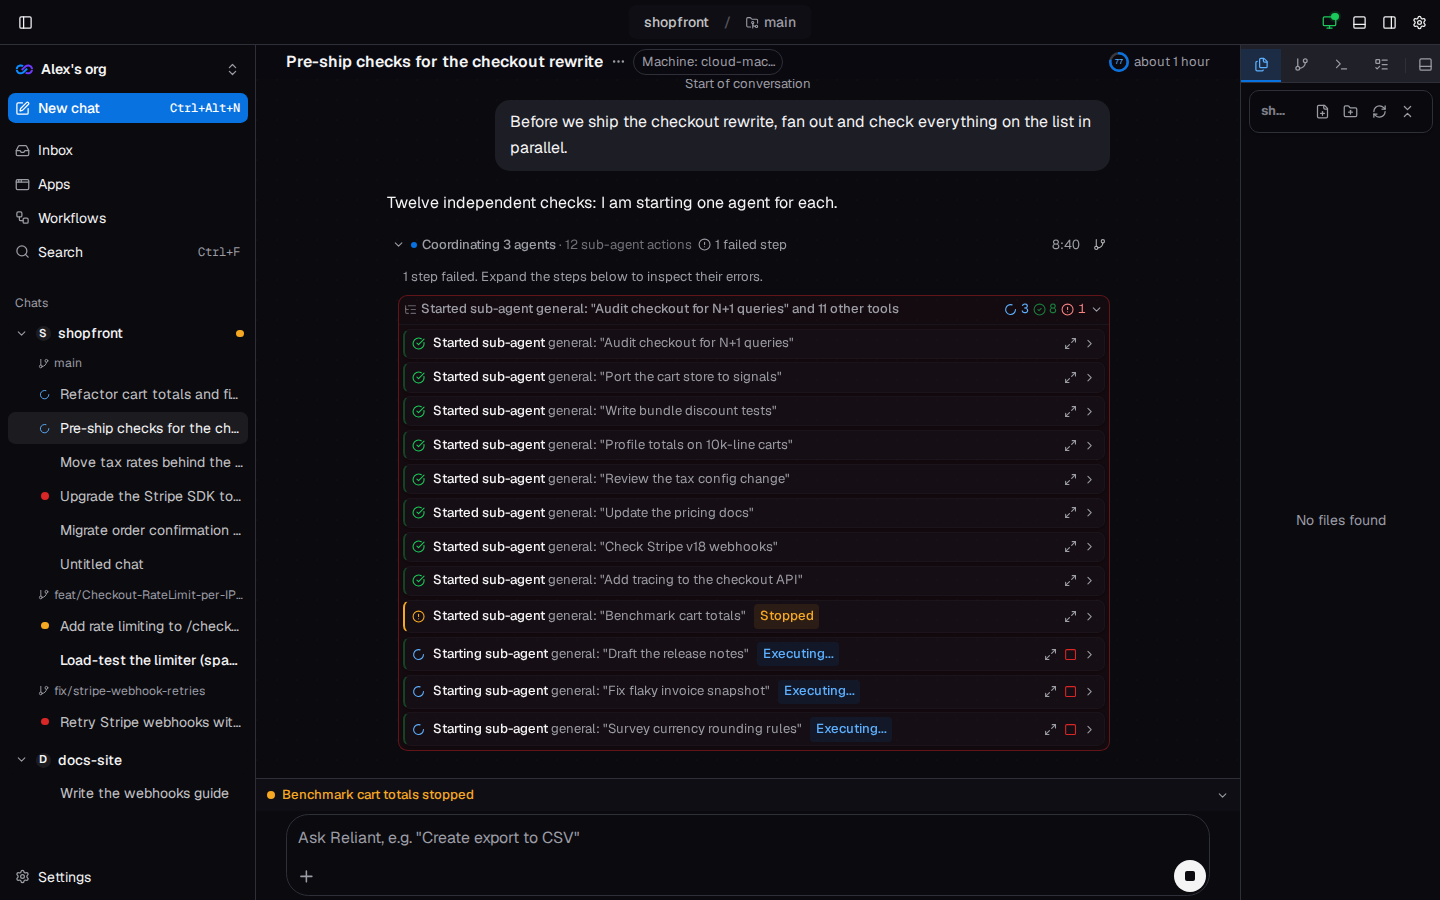 shopfront / main
Alex's org
New chat Ctrl+Alt+N
Inbox
Apps
Workflows
Search Ctrl+F
Chats
S shopfront
main
Refactor cart totals and fi...
Pre-ship checks for the ch...
Move tax rates behind the ...
Upgrade the Stripe SDK to...
Migrate order confirmation ...
Untitled chat
feat/Checkout-RateLimit-per-IP...
Add rate limiting to /check...
Load-test the limiter (spa...
fix/stripe-webhook-retries
Retry Stripe webhooks wit...
D docs-site
Write the webhooks guide
Settings
Pre-ship checks for the checkout rewrite ··· Machine: cloud-mac... 77 about 1 hour
Start of conversation
Before we ship the checkout rewrite, fan out and check everything on the list in
parallel.
Twelve independent checks: I am starting one agent for each.
Coordinating 3 agents · 12 sub-agent actions 1 failed step 8:40
1 step failed. Expand the steps below to inspect their errors.
Started sub-agent general: "Audit checkout for N+1 queries" and 11 other tools 3 8 1
Started sub-agent general: "Audit checkout for N+1 queries"
Started sub-agent general: "Port the cart store to signals"
Started sub-agent general: "Write bundle discount tests"
Started sub-agent general: "Profile totals on 10k-line carts"
Started sub-agent general: "Review the tax config change"
Started sub-agent general: "Update the pricing docs"
Started sub-agent general: "Check Stripe v18 webhooks"
Started sub-agent general: "Add tracing to the checkout API"
Started sub-agent general: "Benchmark cart totals" Stopped
Starting sub-agent general: "Draft the release notes" Executing...
Starting sub-agent general: "Fix flaky invoice snapshot" Executing...
Starting sub-agent general: "Survey currency rounding rules" Executing...
Benchmark cart totals stopped
Ask Reliant, e.g. "Create export to CSV"
sh...
No files found